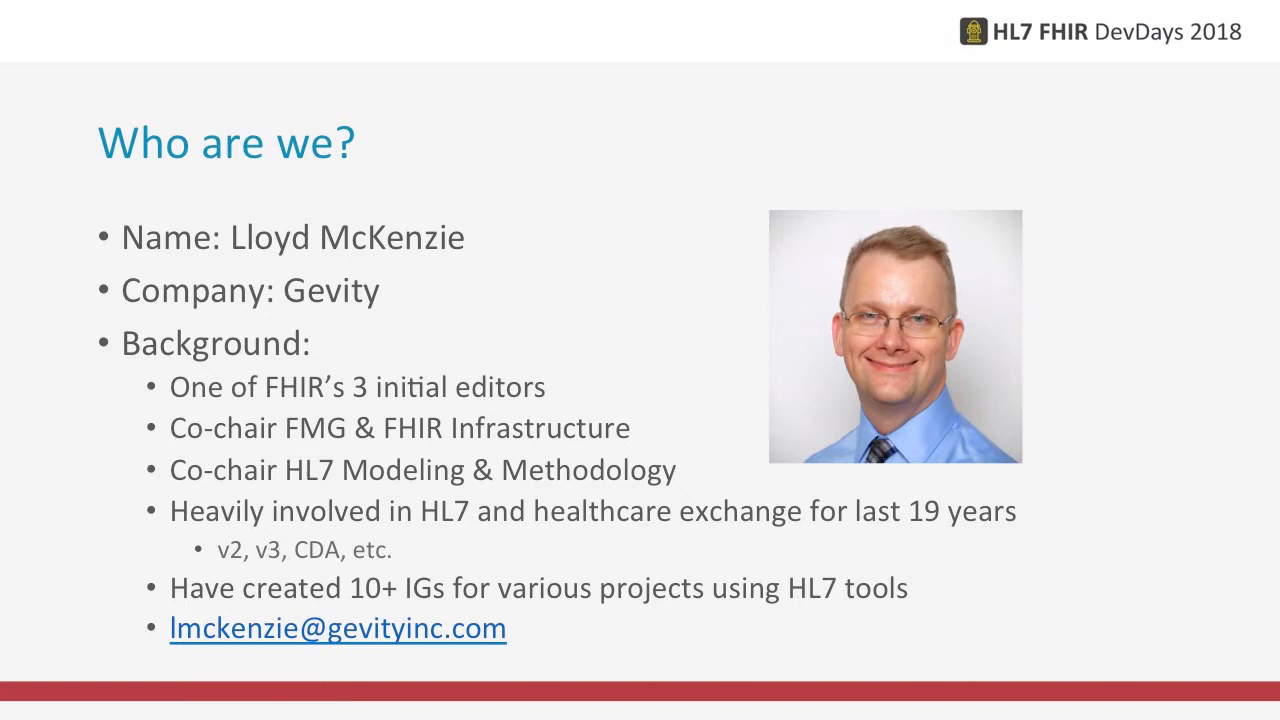 HL7 FHIR DevDays 2018
Who are we?
• Name: Lloyd McKenzie
• Company: Gevity
• Background:
• One of FHIR’s 3 initial editors
• Co-chair FMG & FHIR Infrastructure
• Co-chair HL7 Modeling & Methodology
• Heavily involved in HL7 and healthcare exchange for last 19 years
• v2, v3, CDA, etc.
• Have created 10+ IGs for various projects using HL7 tools
• lmckenzie@gevityinc.com